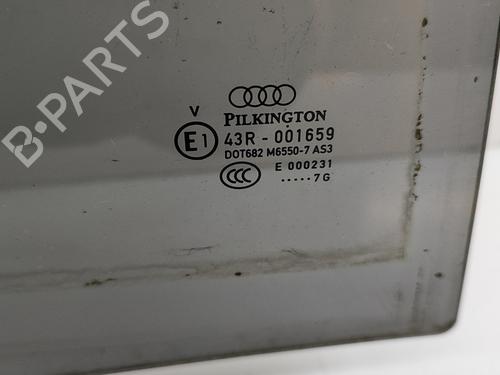 B-PARTS
V
PILKINGTON
E1 43R - 001659
DOT682 M6550-7 AS3
CCC E 000231
.....7G